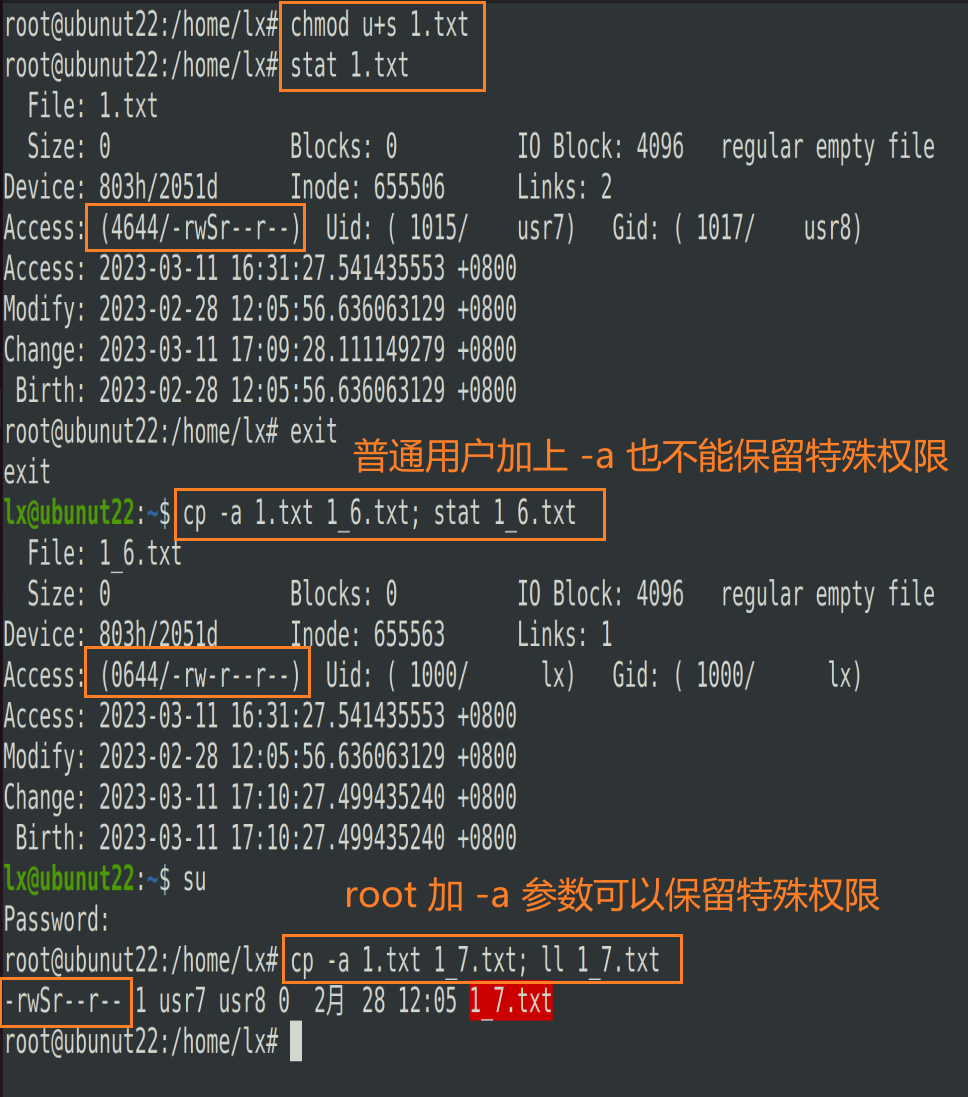 root@ubunut22:/home/lx# chmod u+s 1.txt
root@ubunut22:/home/lx# stat 1.txt
File: 1.txt
Size: 0 Blocks: 0 IO Block: 4096 regular empty file
Device: 803h/2051d Inode: 655506 Links: 2
Access: (4644/-rwSr--r--) Uid: ( 1015/ usr7) Gid: ( 1017/ usr8)
Access: 2023-03-11 16:31:27.541435553 +0800
Modify: 2023-02-28 12:05:56.636063129 +0800
Change: 2023-03-11 17:09:28.111149279 +0800
Birth: 2023-02-28 12:05:56.636063129 +0800
root@ubunut22:/home/lx# exit
普通用户加上 -a 也不能保留特殊权限
exit
lx@ubunut22:~$ cp -a 1.txt 1_6.txt; stat 1_6.txt
File: 1_6.txt
Size: 0 Blocks: 0 IO Block: 4096 regular empty file
Device: 803h/2051d Inode: 655563 Links: 1
Access: (0644/-rw-r--r--) Uid: ( 1000/ lx) Gid: ( 1000/ lx)
Access: 2023-03-11 16:31:27.541435553 +0800
Modify: 2023-02-28 12:05:56.636063129 +0800
Change: 2023-03-11 17:10:27.499435240 +0800
Birth: 2023-03-11 17:10:27.499435240 +0800
lx@ubunut22:~$ su
root 加 -a 参数可以保留特殊权限
Password:
root@ubunut22:/home/lx# cp -a 1.txt 1_7.txt; ll 1_7.txt
-rwSr--r-- 1 usr7 usr8 0 2月 28 12:05 1_7.txt
root@ubunut22:/home/lx#